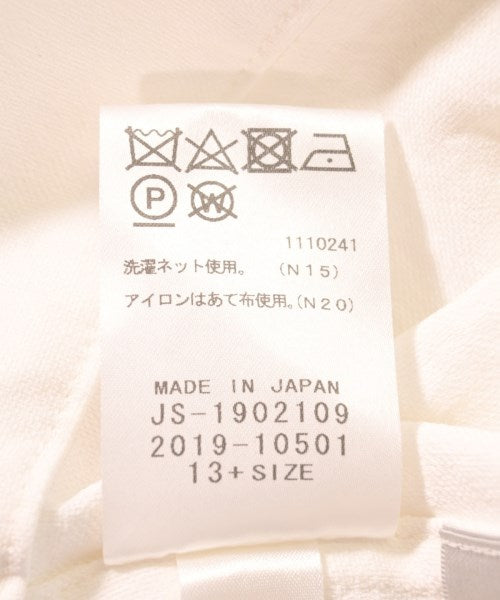 P W
1110241
洗濯ネット使用。 (N15)
アイロンはあて布使用。(N20)
MADE IN JAPAN
JS-1902109
2019-10501
13+SIZE